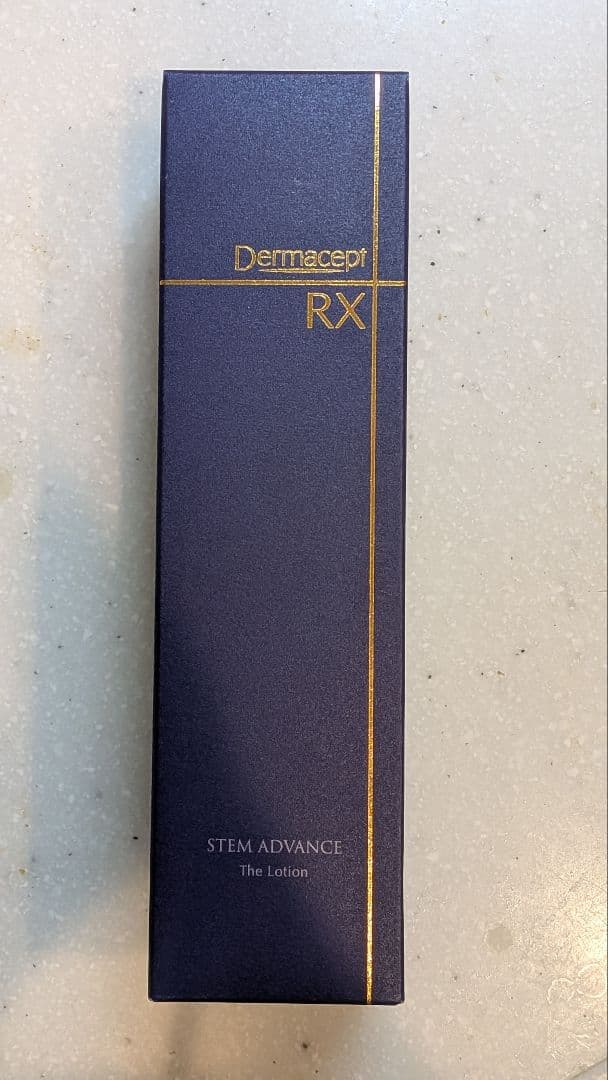 Dermacept
RX
STEM ADVANCE
The Lotion